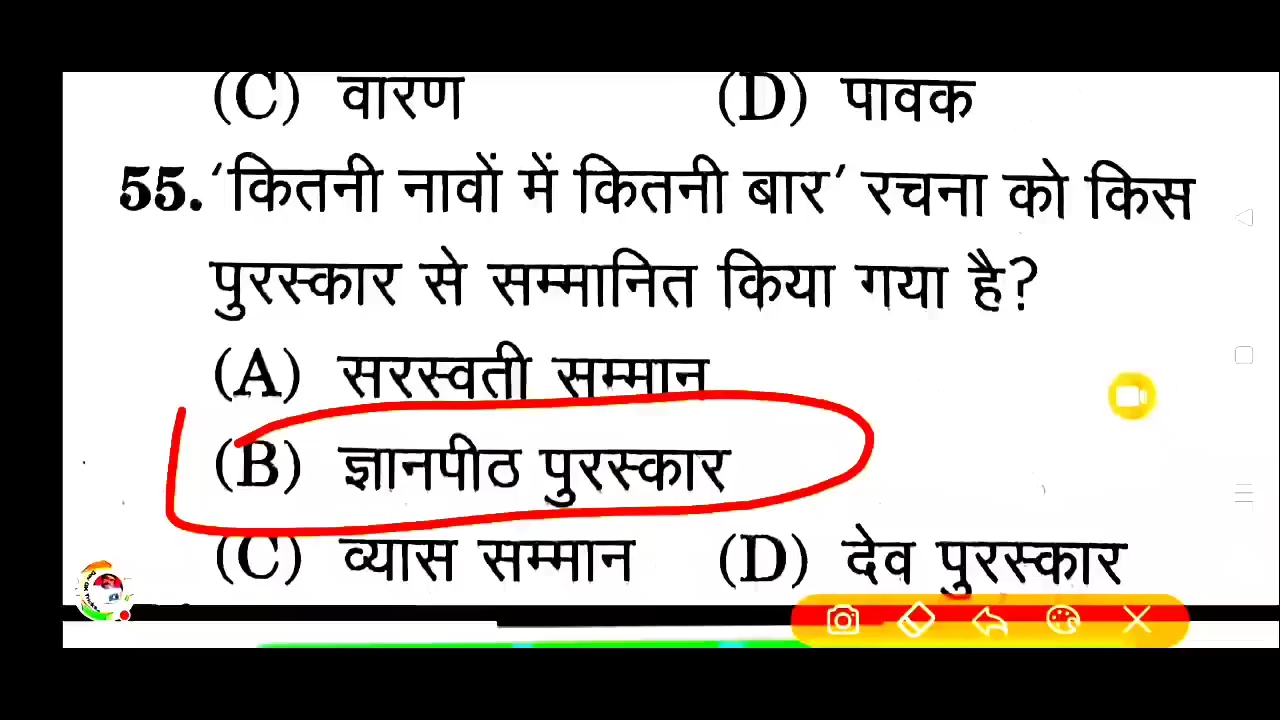 (C) वारण (D) पावक
55. ‘कितनी नावों में कितनी बार’ रचना को किस
पुरस्कार से सम्मानित किया गया है?
(A) सरस्वती सम्मान
(B) ज्ञानपीठ पुरस्कार
(C) व्यास सम्मान (D) देव पुरस्कार